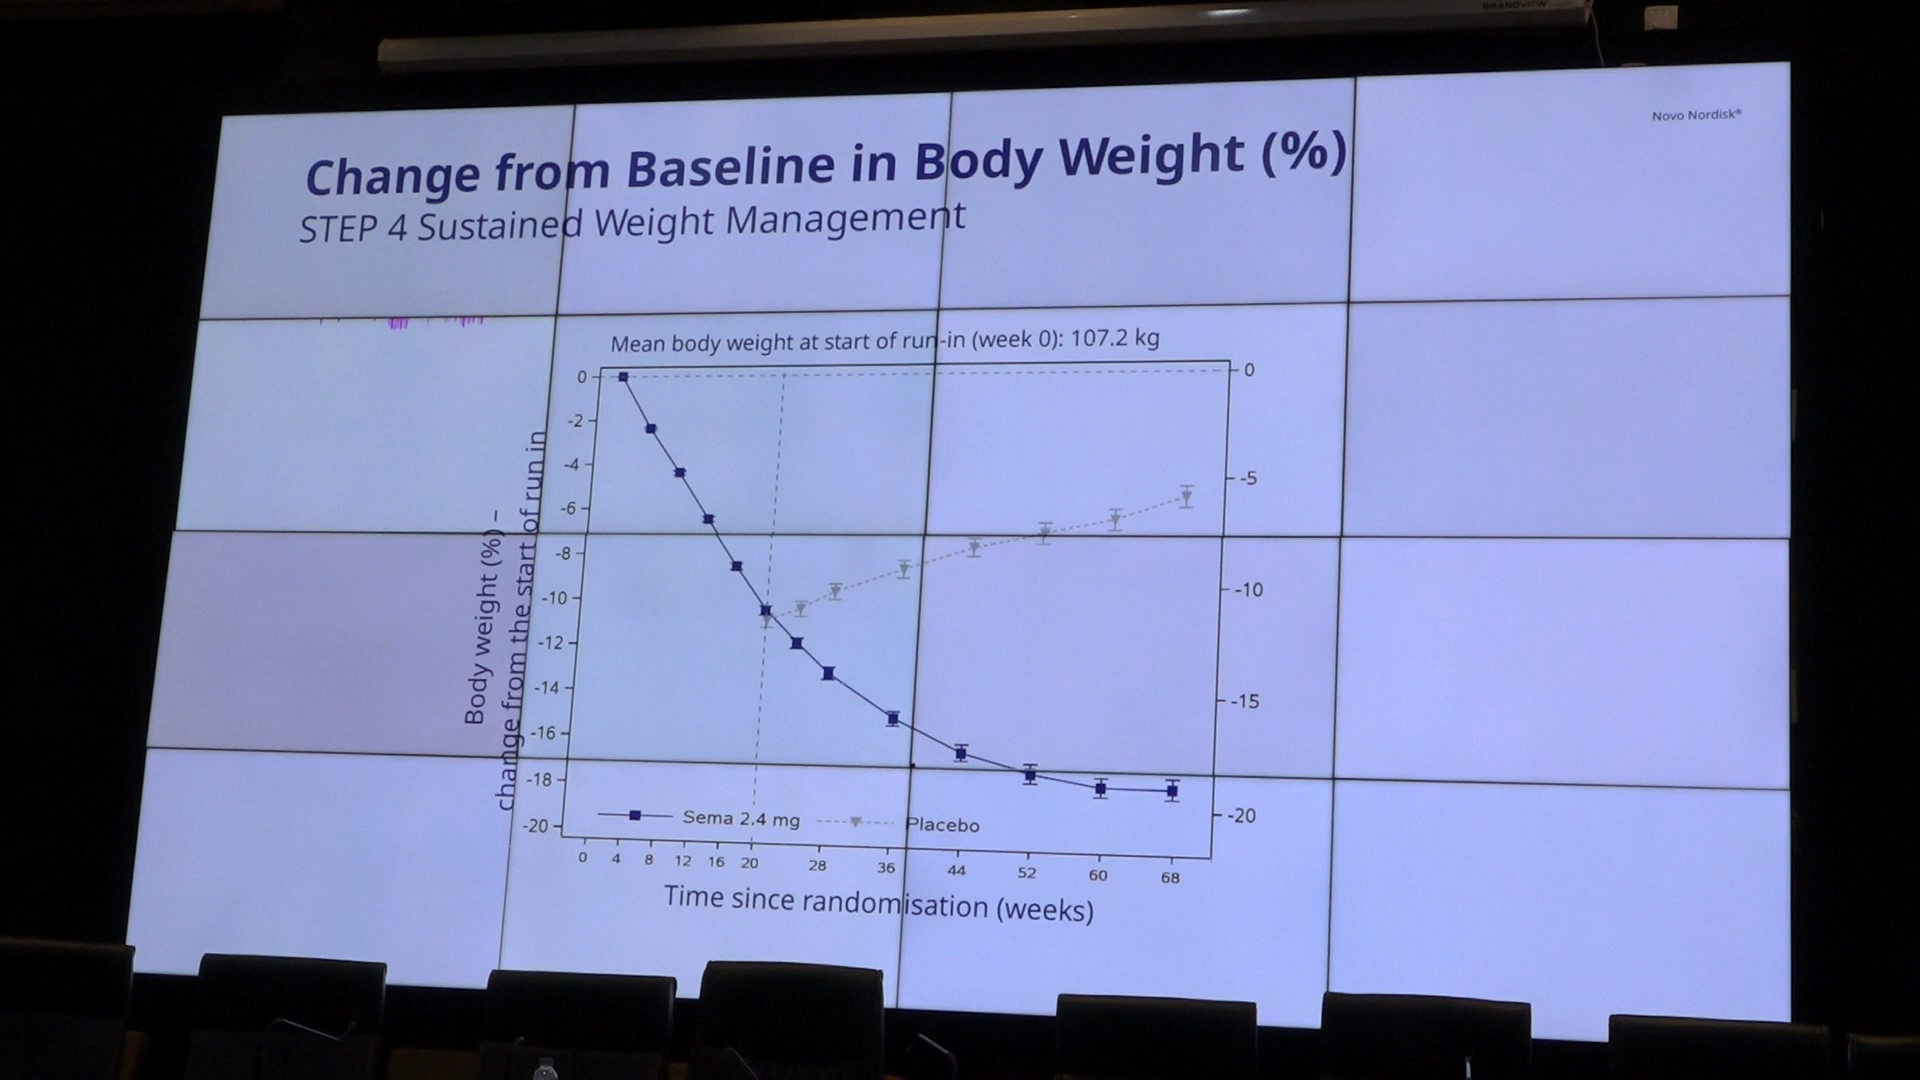 GRANDVIEW
Novo Nordisk®
Change from Baseline in Body Weight (%)
STEP 4 Sustained Weight Management
Mean body weight at start of run-in (week 0): 107.2 kg
Body weight (%) –
change from the start of run in
0
-2
-4
-6
-8
-10
-12
-14
-16
-18
-20
0
-5
-10
-15
-20
Sema 2.4 mg
Placebo
0 4 8 12 16 20 28 36 44 52 60 68
Time since randomisation (weeks)